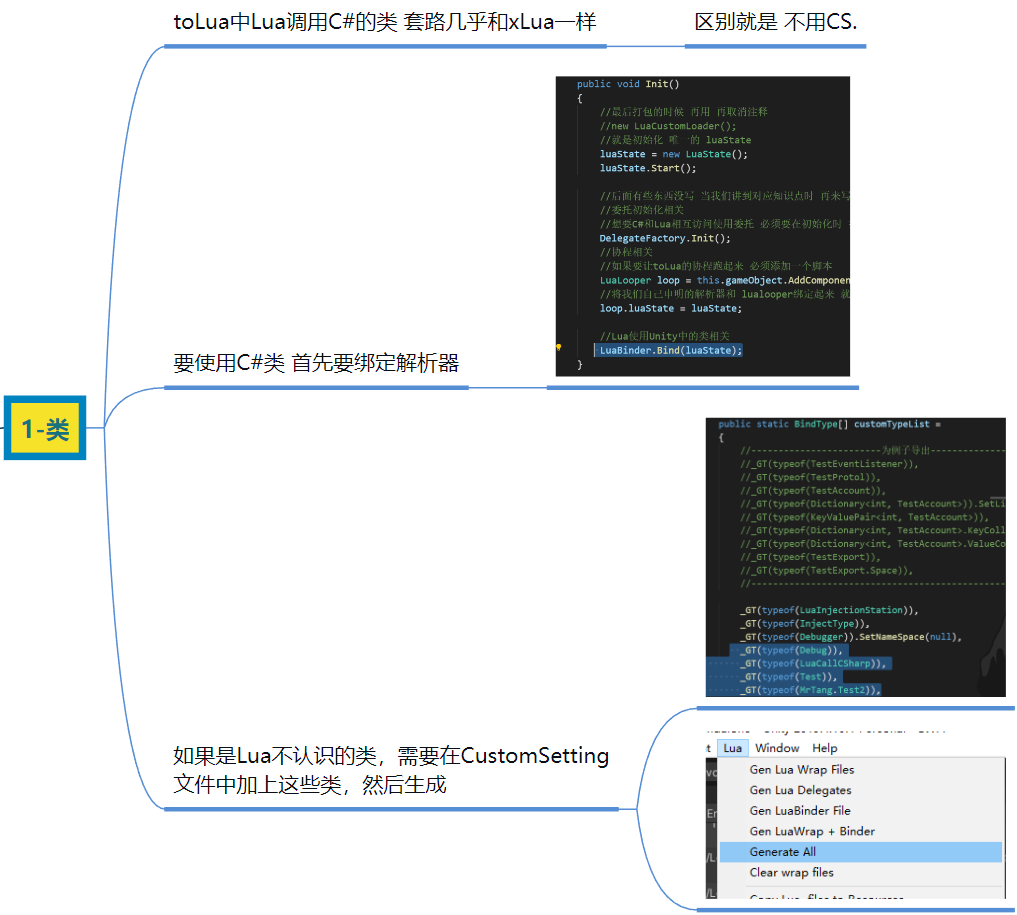 toLua中Lua调用C#的类 套路几乎和xLua一样
区别就是 不用CS.
public void Init()
{
//最后打包的时候 再用 再取消注释
//new LuaCustomLoader();
//就是初始化 唯一的 luaState
luaState = new LuaState();
luaState.Start();
//后面有些东西没写 当我们讲到对应知识点时 再来写
//委托初始化相关
//想要C#和Lua相互访问使用委托 必须要在初始化时
DelegateFactory.Init();
//协程相关
//如果要让toLua的协程跑起来 必须添加一个脚本
LuaLooper loop = this.gameObject.AddComponen
//将我们自己申明的解析器和 lualooper绑定起来 就
loop.luaState = luaState;
//Lua使用Unity中的类相关
LuaBinder.Bind(luaState);
}
要使用C#类 首先要绑定解析器
1-类
public static BindType[] customTypeList =
{
//------------------------为例子导出--------------
//_GT(typeof(TestEventListener)),
//_GT(typeof(TestProtol)),
//_GT(typeof(TestAccount)),
//_GT(typeof(Dictionary<int, TestAccount>)).SetLi
//_GT(typeof(KeyValuePair<int, TestAccount>)),
//_GT(typeof(Dictionary<int, TestAccount>.KeyColl
//_GT(typeof(Dictionary<int, TestAccount>.ValueCo
//_GT(typeof(TestExport)),
//_GT(typeof(TestExport.Space)),
//-----------------------------------------------
_GT(typeof(LuaInjectionStation)),
_GT(typeof(InjectType)),
_GT(typeof(Debugger)).SetNameSpace(null),
_GT(typeof(Debug)),
_GT(typeof(LuaCallCSharp)),
_GT(typeof(Test)),
_GT(typeof(MrTang.Test2)),
如果是Lua不认识的类，需要在CustomSetting
文件中加上这些类，然后生成
Lua Window Help
Gen Lua Wrap Files
Gen Lua Delegates
Gen LuaBinder File
Gen LuaWrap + Binder
Generate All
Clear wrap files